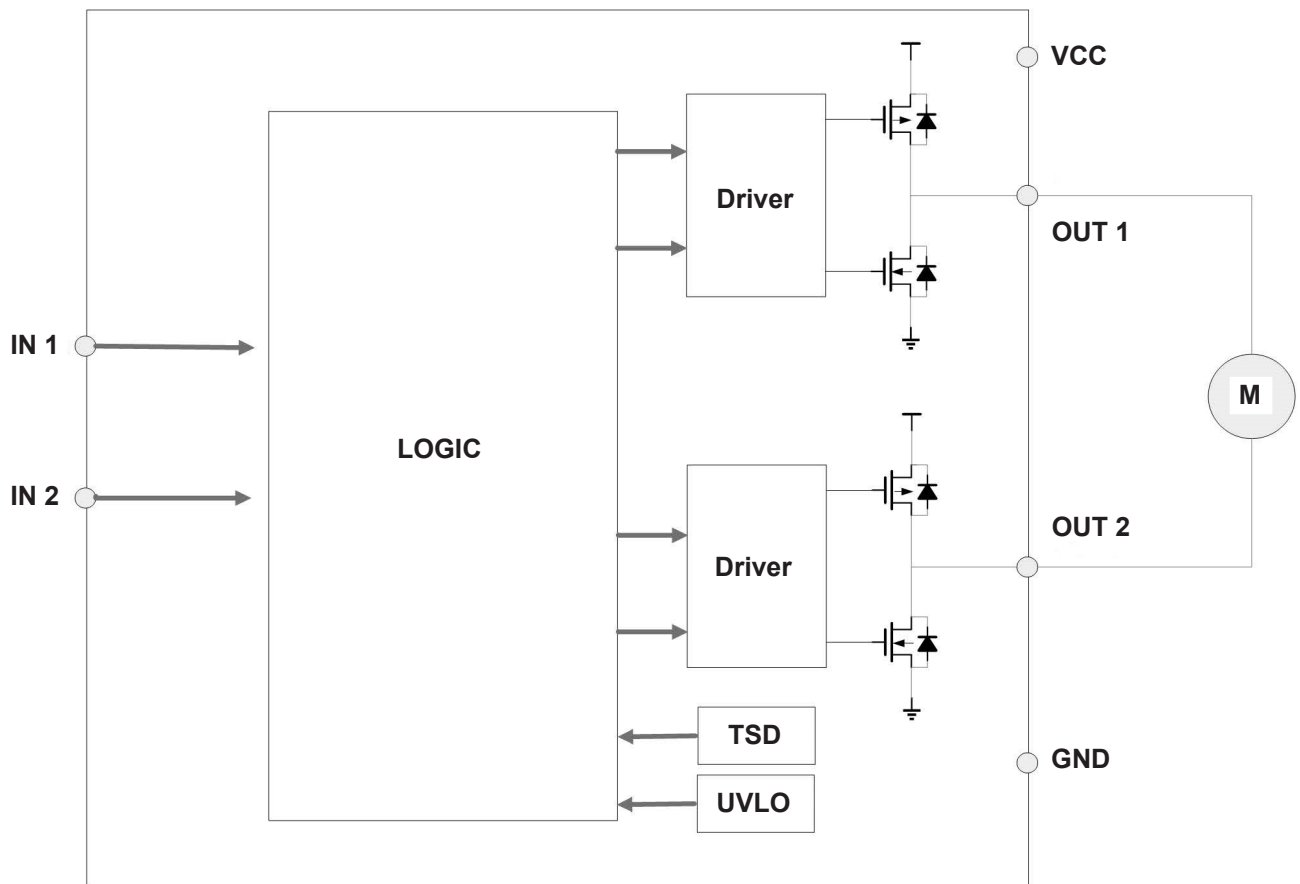 VCC
Driver
OUT 1
IN 1
M
LOGIC
IN 2
OUT 2
Driver
TSD
GND
UVLO